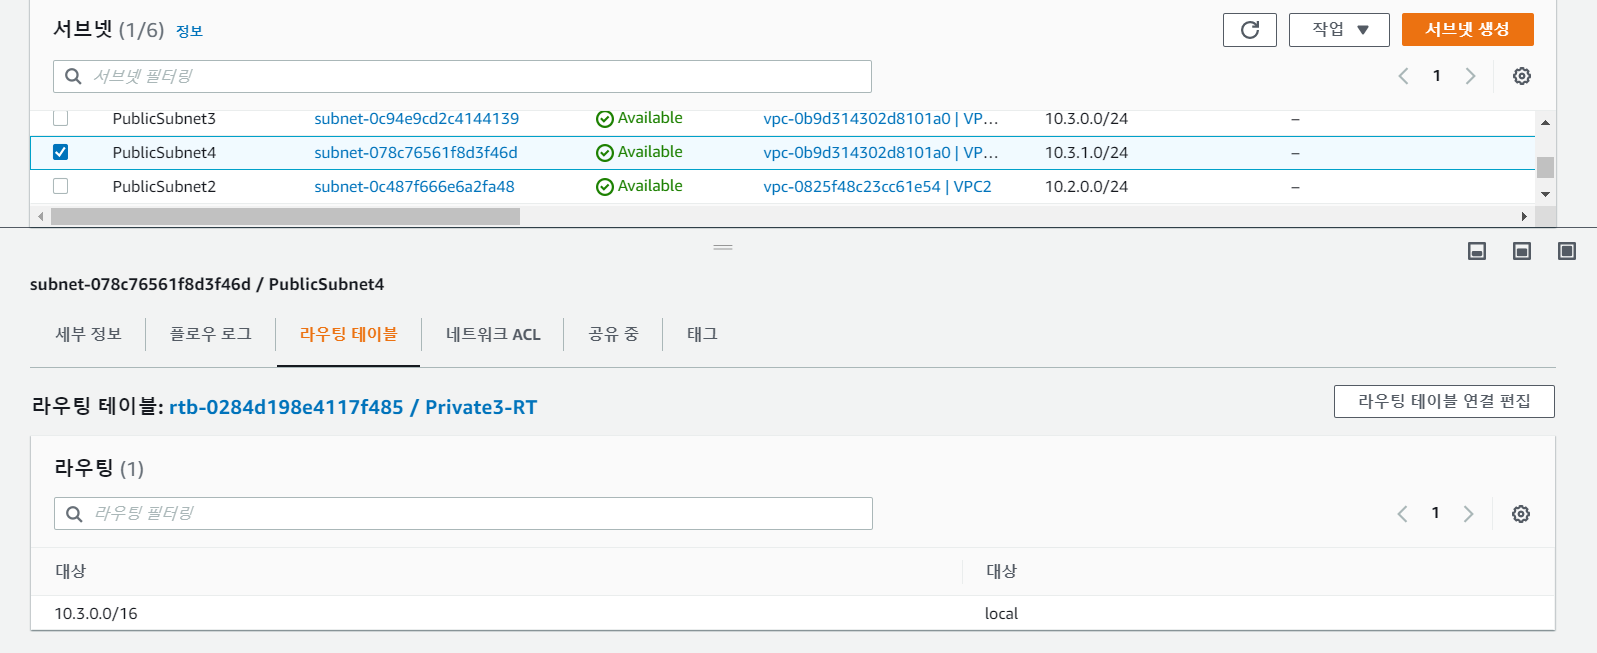 서브넷 (1/6) 정보
작업 ▼
서브넷 생성
서브넷 필터링
1
PublicSubnet3 subnet-0c94e9cd2c4144139 Available vpc-0b9d314302d8101a0 | VP… 10.3.0.0/24 –
PublicSubnet4 subnet-078c76561f8d3f46d Available vpc-0b9d314302d8101a0 | VP… 10.3.1.0/24 –
PublicSubnet2 subnet-0c487f666e6a2fa48 Available vpc-0825f48c23cc61e54 | VPC2 10.2.0.0/24 –
subnet-078c76561f8d3f46d / PublicSubnet4
세부 정보 플로우 로그 라우팅 테이블 네트워크 ACL 공유 중 태그
라우팅 테이블: rtb-0284d198e4117f485 / Private3-RT
라우팅 테이블 연결 편집
라우팅 (1)
라우팅 필터링
1
대상 대상
10.3.0.0/16 local